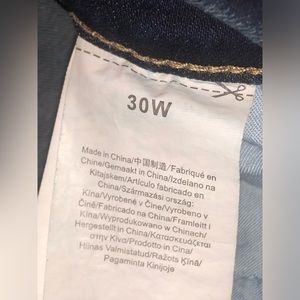 30W
Made in China/中国制造/Fabriqué en
Chine/Gemaakt in China/Izdelano na
Kitajskem/Artículo fabricado en
China/Származási ország:
Kína/Vyrobené v Číne/Vyrobeno v
Číně/Fabricado na China/Framleitt í
Kína/Wyprodukowano w Chinach/
Hergestellt in China/Κατασκευάζεται
στην Κίνα/Prodotto in Cina/
Hiinas Valmistatud/Ražots Ķīnā/
Pagaminta Kinijoje